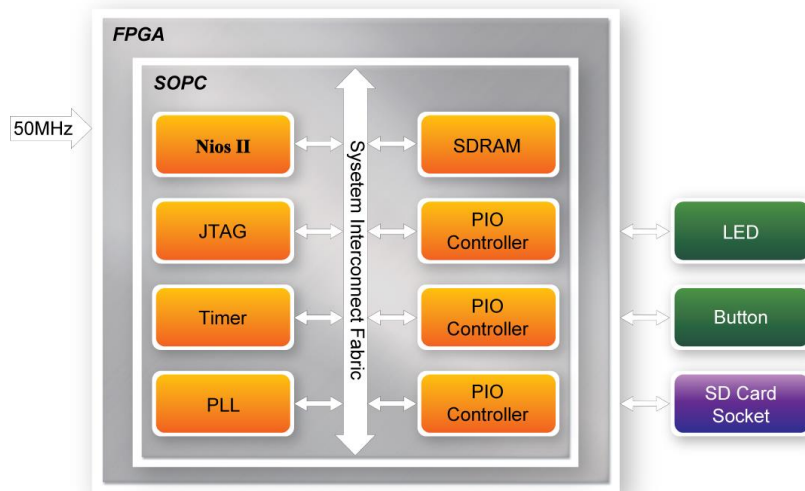 FPGA
SOPC
50MHz
Nios II
SDRAM
Sysetem Interconnect Fabric
JTAG
PIO
Controller
LED
Timer
PIO
Controller
Button
PLL
PIO
Controller
SD Card
Socket